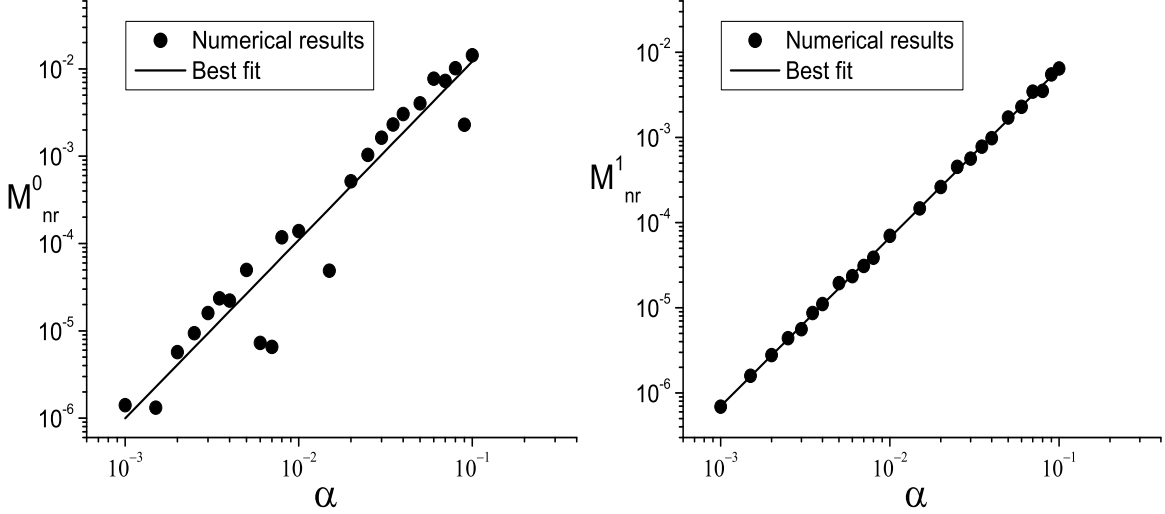 Numerical results
Best fit
10⁻²
10⁻³
10⁻⁴
10⁻⁵
10⁻⁶
M⁰ₙᵣ
10⁻³ 10⁻² 10⁻¹
α
Numerical results
Best fit
10⁻²
10⁻³
10⁻⁴
10⁻⁵
10⁻⁶
M¹ₙᵣ
10⁻³ 10⁻² 10⁻¹
α